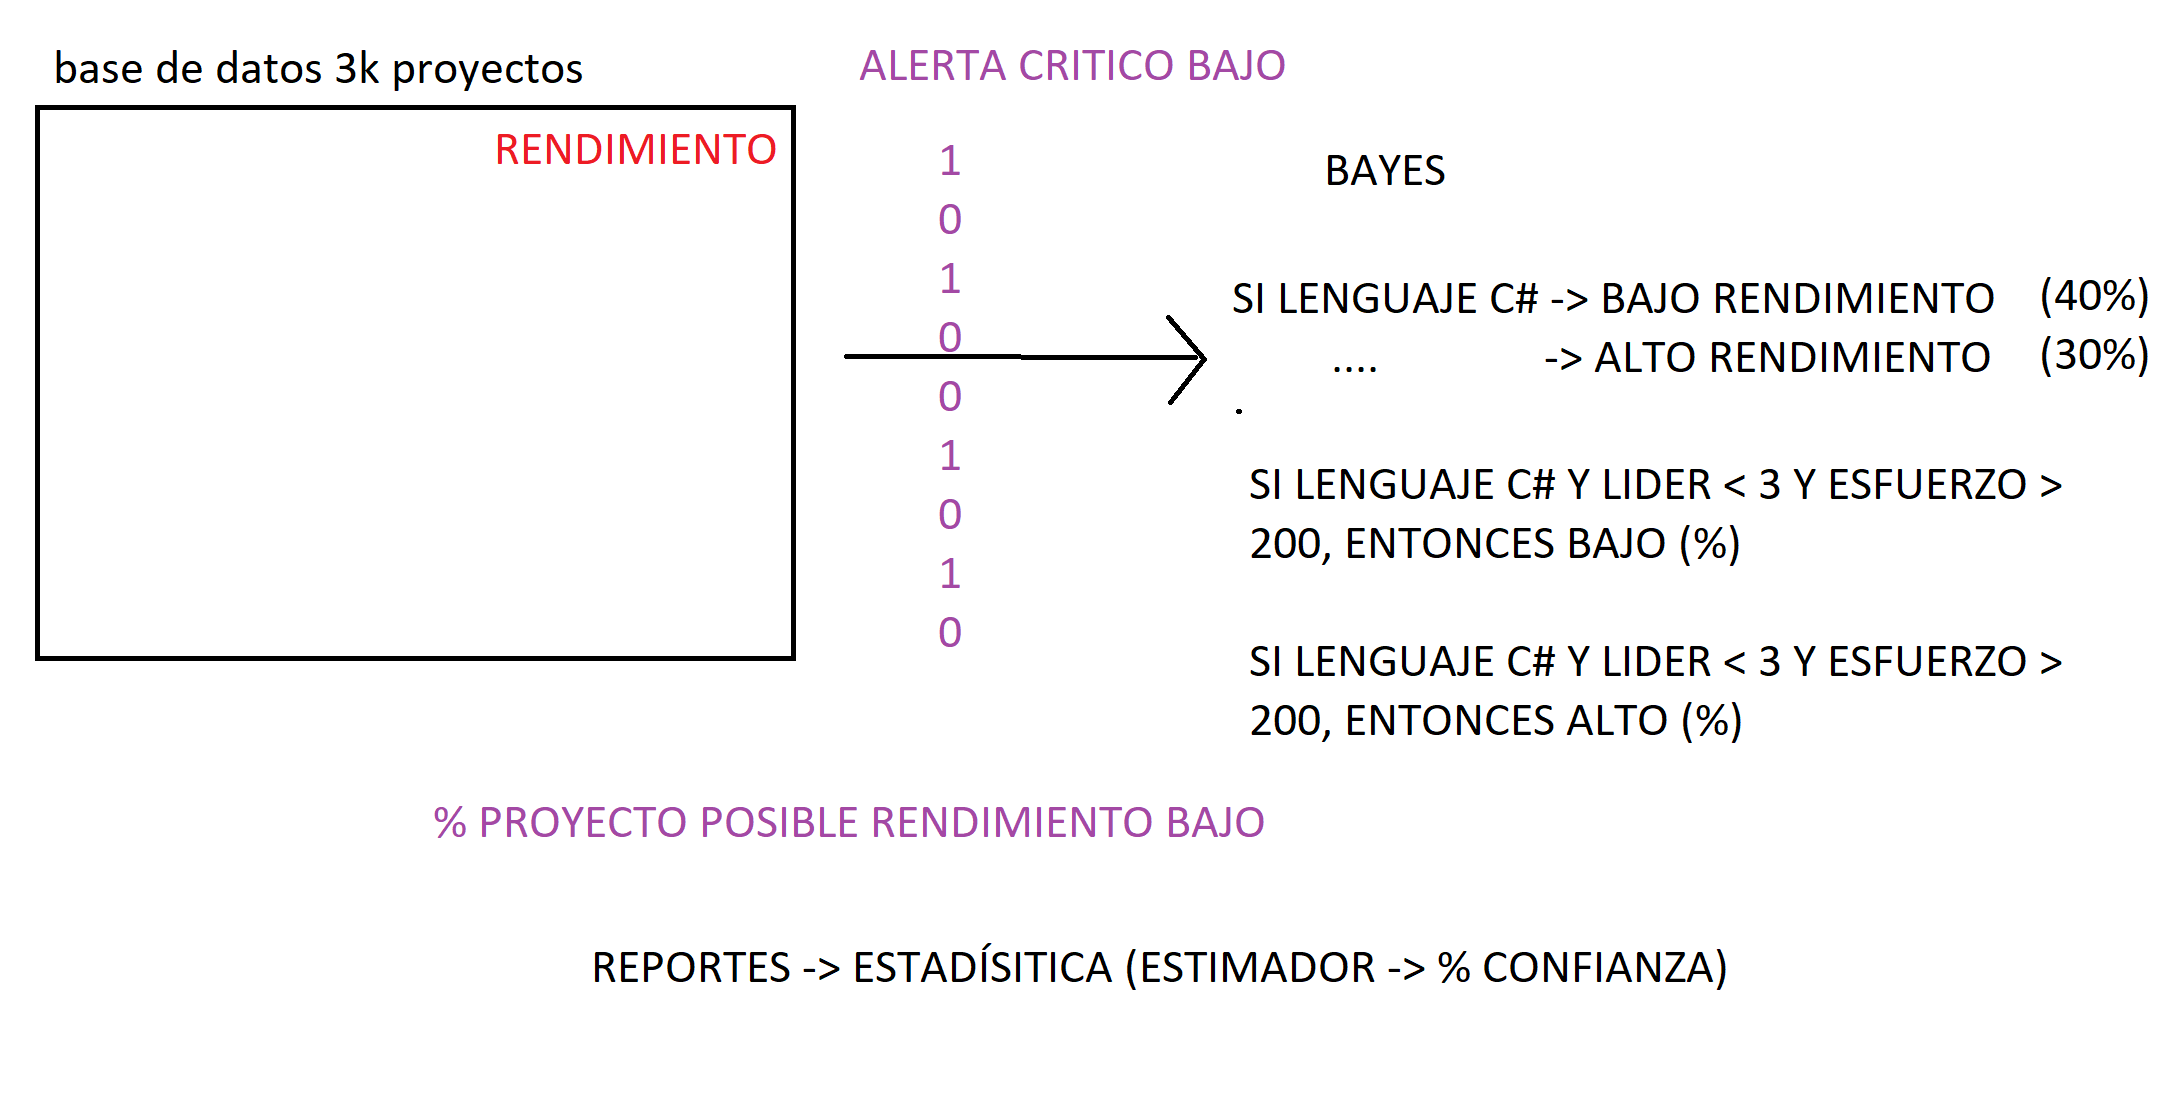 base de datos 3k proyectos
RENDIMIENTO
ALERTA CRITICO BAJO
1
0
1
0
0
1
0
1
0
BAYES
SI LENGUAJE C# -> BAJO RENDIMIENTO (40%)
.... -> ALTO RENDIMIENTO (30%)
.
SI LENGUAJE C# Y LIDER < 3 Y ESFUERZO >
200, ENTONCES BAJO (%)
SI LENGUAJE C# Y LIDER < 3 Y ESFUERZO >
200, ENTONCES ALTO (%)
% PROYECTO POSIBLE RENDIMIENTO BAJO
REPORTES -> ESTADÍSITICA (ESTIMADOR -> % CONFIANZA)